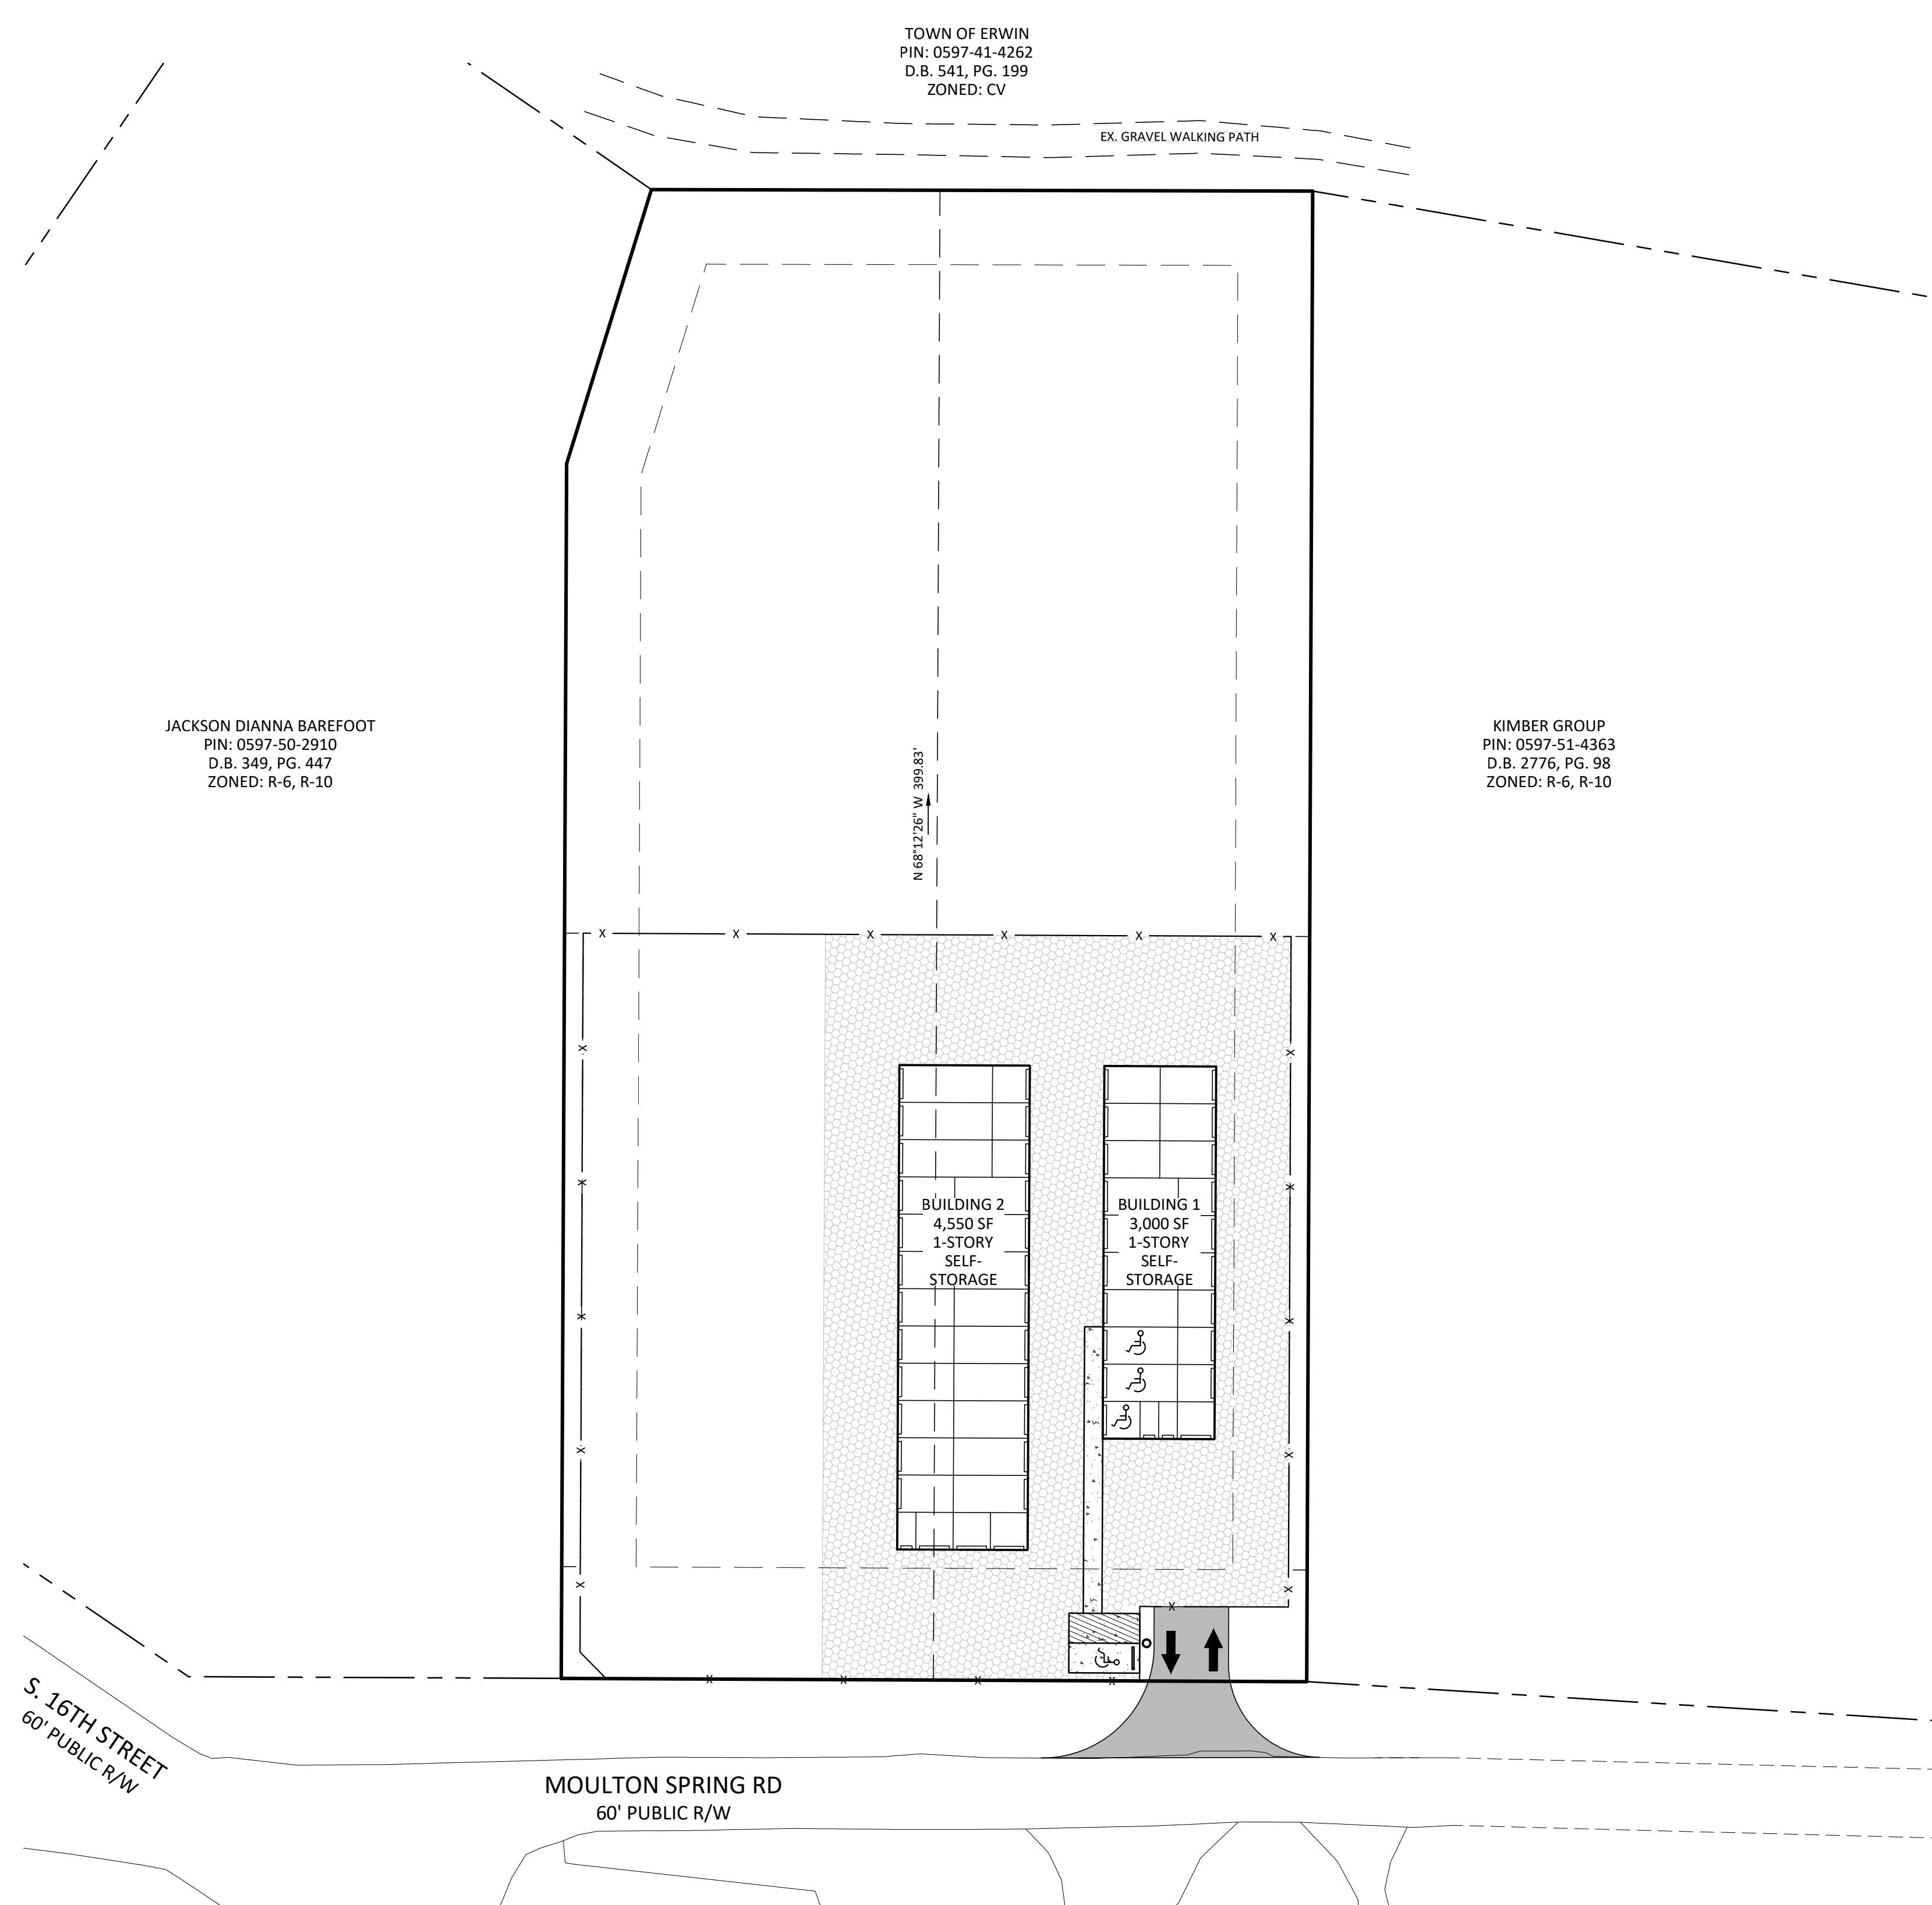 TOWN OF ERWIN
PIN: 0597-41-4262
D.B. 541, PG. 199
ZONED: CV
EX. GRAVEL WALKING PATH
JACKSON DIANNA BAREFOOT
PIN: 0597-50-2910
D.B. 349, PG. 447
ZONED: R-6, R-10
KIMBER GROUP
PIN: 0597-51-4363
D.B. 2776, PG. 98
ZONED: R-6, R-10
N 68°12'26" W 399.83'
X X X X X X
X X
X X
X X
X X
X X
BUILDING 2
4,550 SF
1-STORY
SELF-
STORAGE
BUILDING 1
3,000 SF
1-STORY
SELF-
STORAGE
X
X X X X
S. 16TH STREET
60' PUBLIC R/W
MOULTON SPRING RD
60' PUBLIC R/W